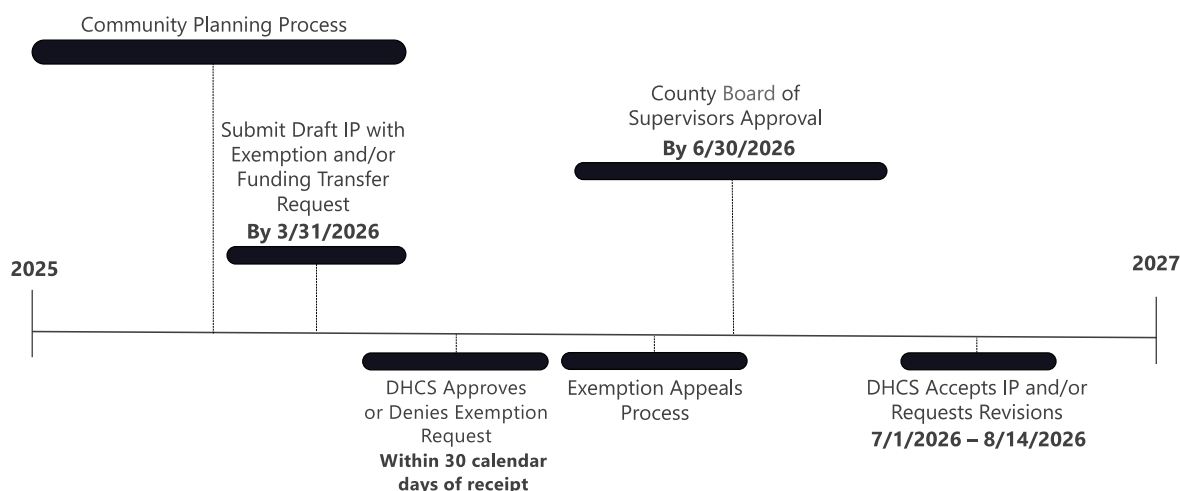 Community Planning Process
County Board of
Supervisors Approval
By 6/30/2026
Submit Draft IP with
Exemption and/or
Funding Transfer
Request
By 3/31/2026
2025
2027
DHCS Approves
or Denies Exemption
Request
Within 30 calendar
days of receipt
Exemption Appeals
Process
DHCS Accepts IP and/or
Requests Revisions
7/1/2026 – 8/14/2026